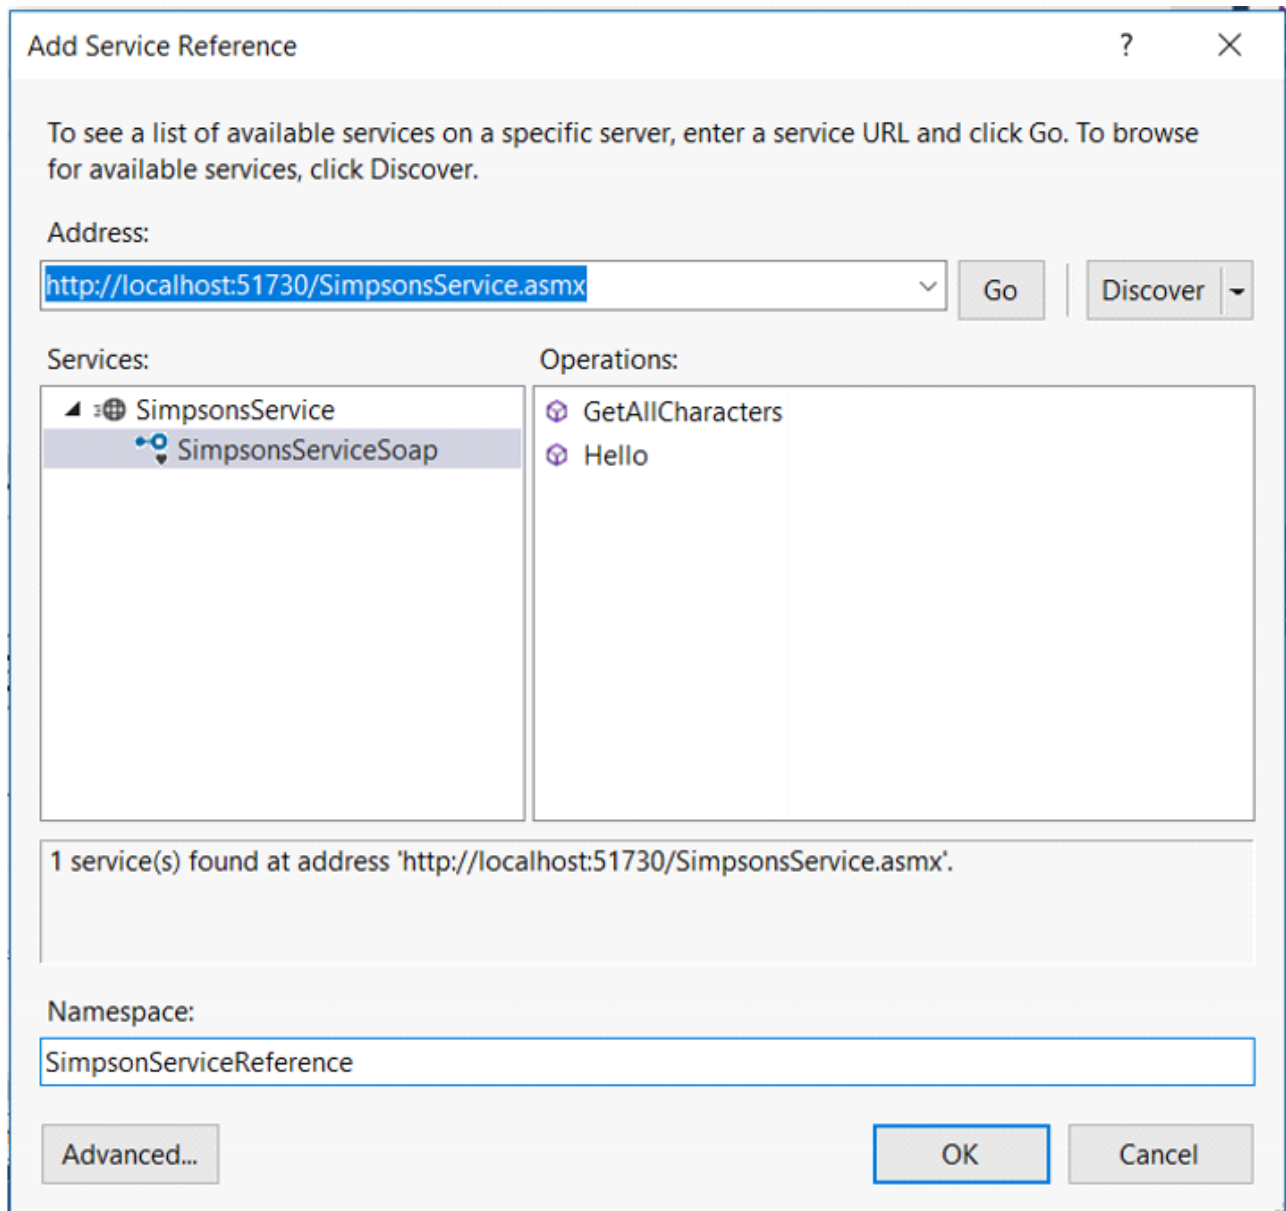 Add Service Reference
?
To see a list of available services on a specific server, enter a service URL and click Go. To browse
for available services, click Discover.
Address:
http://localhost:51730/SimpsonsService.asmx
Go
Discover
Services:
Operations:
SimpsonsService
SimpsonsServiceSoap
GetAllCharacters
Hello
1 service(s) found at address 'http://localhost:51730/SimpsonsService.asmx'.
Namespace:
SimpsonServiceReference
Advanced...
OK
Cancel